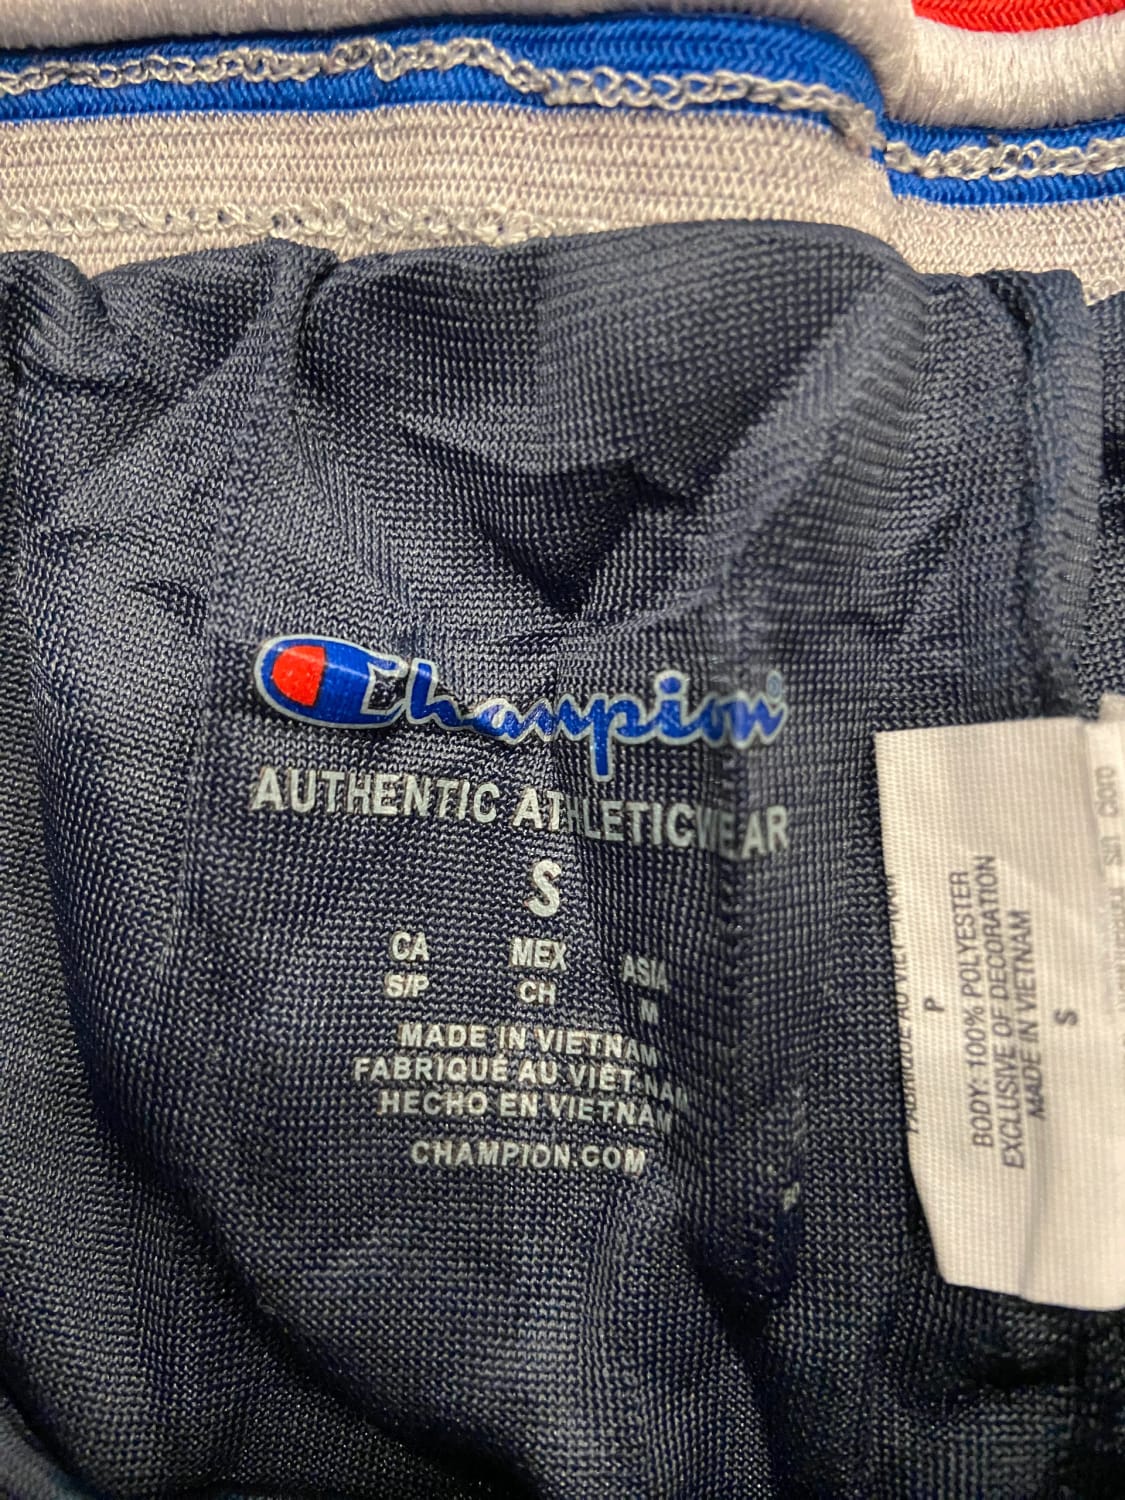 Champion®
AUTHENTIC ATHLETICWEAR
S
CA MEX ASIA
S/P CH M
MADE IN VIETNAM
FABRIQUÉ AU VIET NAM
HECHO EN VIETNAM
CHAMPION.COM
P
BODY: 100% POLYESTER
EXCLUSIVE OF DECORATION
MADE IN VIETNAM
S